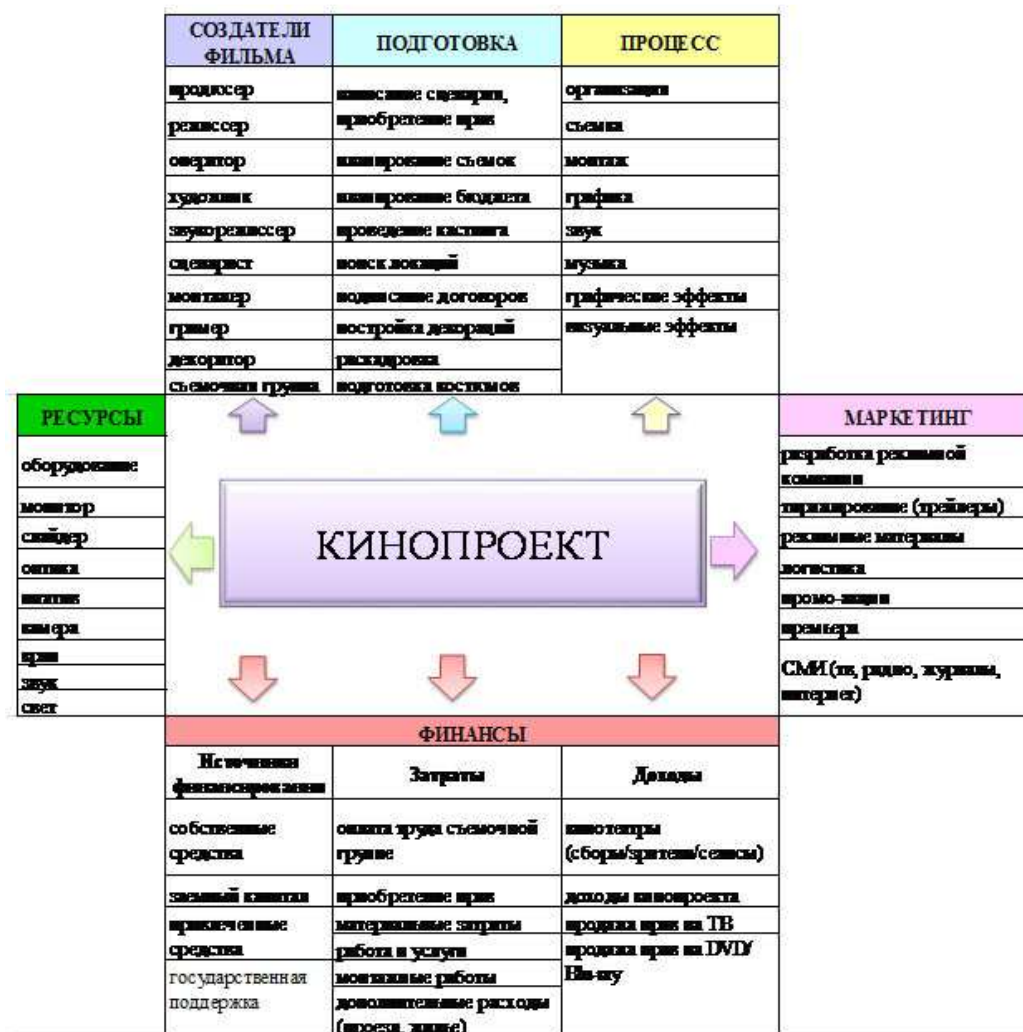 СОЗДАТЕЛИ
ФИЛЬМА
ПОДГОТОВКА
ПРОЦЕСС
продюсер
режиссер
оператор
художник
звукорежиссер
сценарист
монтажер
гример
декоратор
съемочная группа
написание сценария,
приобретение прав
планирование съемок
планирование бюджета
проведение кастинга
поиск локаций
подписание договоров
постройка декораций
раскадровка
подготовка костюмов
организация
съемка
монтаж
графика
звук
музыка
графические эффекты
визуальные эффекты
РЕСУРСЫ
оборудование
монитор
слайдер
оптика
штатив
камера
кран
звук
свет
КИНОПРОЕКТ
МАРКЕТИНГ
разработка рекламной
компании
тиражирование (трейлеры)
рекламные материалы
логистика
промо-акции
премьера
СМИ (тв, радио, журналы,
интернет)
ФИНАНСЫ
Источники
финансирования
Затраты
Доходы
собственные
средства
заемный капитал
привлеченные
средства
государственная
поддержка
оплата труда съемочной
группе
приобретение прав
материальные затраты
работа и услуги
монтажные работы
дополнительные расходы
(проезд, жилье)
кинотеатры
(сборы/зрители/сеансы)
доходы кинопроекта
продажа прав на ТВ
продажа прав на DVD/
Blu-ray